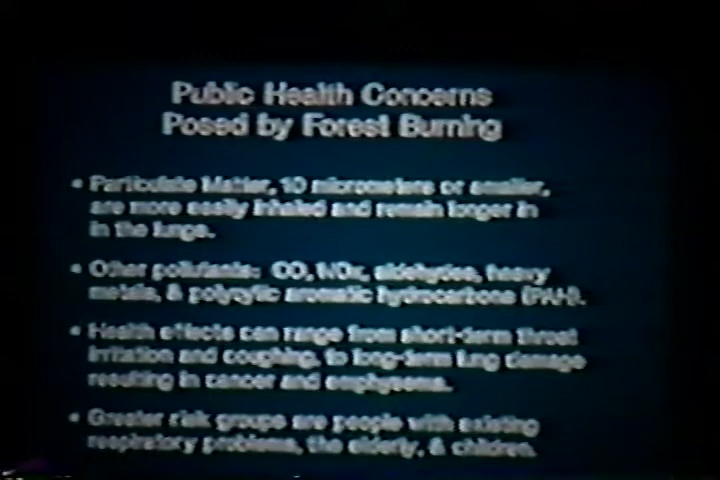 Public Health Concerns
Posed by Forest Burning
• Particulate Matter, 10 micrometers or smaller,
are more easily inhaled and remain longer in
in the lungs.
• Other pollutants: CO, NOx, aldehydes, heavy
metals, & polycylic aromatic hydrocarbons (PAH).
• Health effects can range from short-term throat
irritation and coughing, to long-term lung damage
resulting in cancer and emphysema.
• Greater risk groups are people with existing
respiratory problems, the elderly, & children.